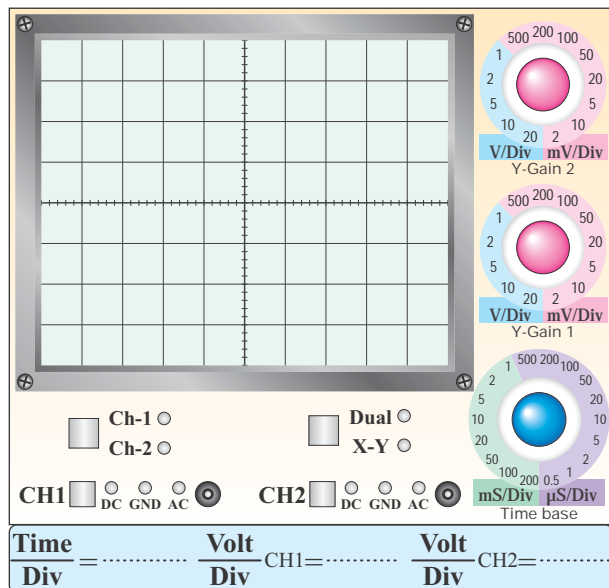 500 200 100
1 50
2 20
5 10
10 5
20 2
V/Div mV/Div
Y-Gain 2
500 200 100
1 50
2 20
5 10
10 5
20 2
V/Div mV/Div
Y-Gain 1
1 500 200 100
2 50
5 20
10 10
20 5
50 2
100 200 0.5 1
mS/Div µS/Div
Time base
Ch-1
Ch-2
Dual
X-Y
CH1 DC GND AC
CH2 DC GND AC
Time/Div = ............... Volt/Div CH1=............ Volt/Div CH2=............